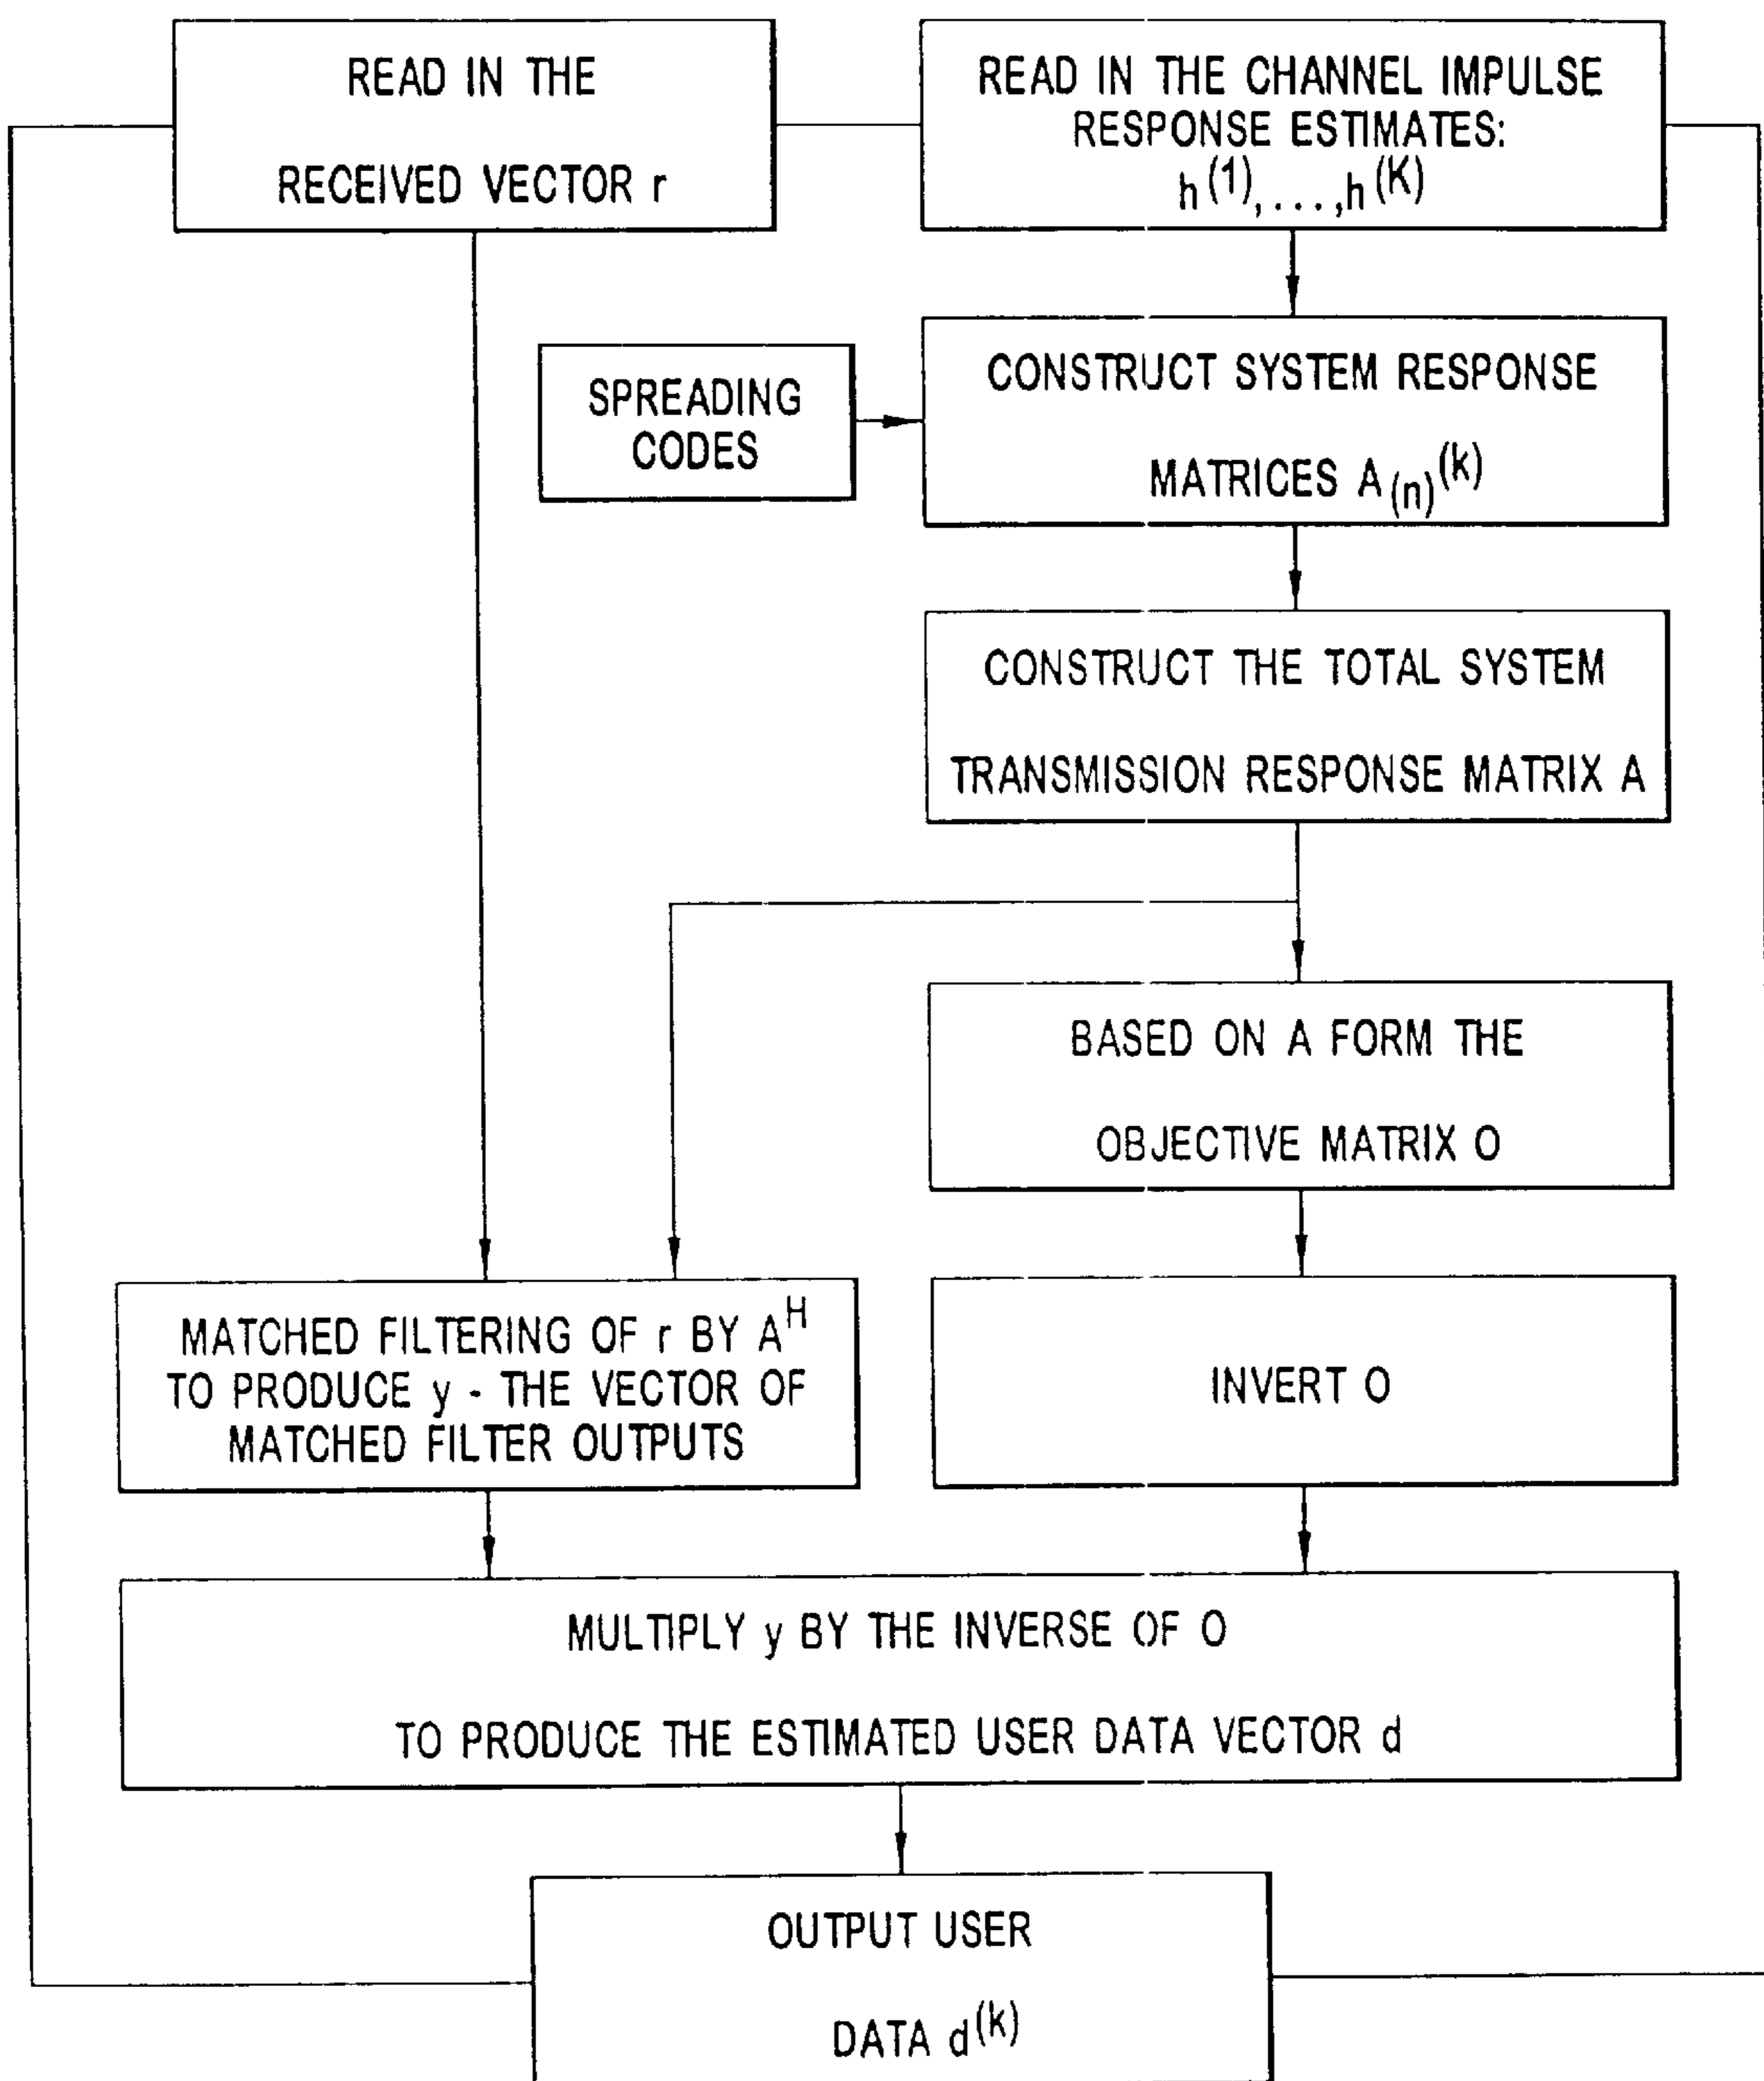 READ IN THE
RECEIVED VECTOR r
READ IN THE CHANNEL IMPULSE
RESPONSE ESTIMATES:
h(1),...,h(K)
SPREADING
CODES
CONSTRUCT SYSTEM RESPONSE
MATRICES A(n)(k)
CONSTRUCT THE TOTAL SYSTEM
TRANSMISSION RESPONSE MATRIX A
BASED ON A FORM THE
OBJECTIVE MATRIX O
MATCHED FILTERING OF r BY AH
TO PRODUCE y - THE VECTOR OF
MATCHED FILTER OUTPUTS
INVERT O
MULTIPLY y BY THE INVERSE OF O
TO PRODUCE THE ESTIMATED USER DATA VECTOR d
OUTPUT USER
DATA d(k)